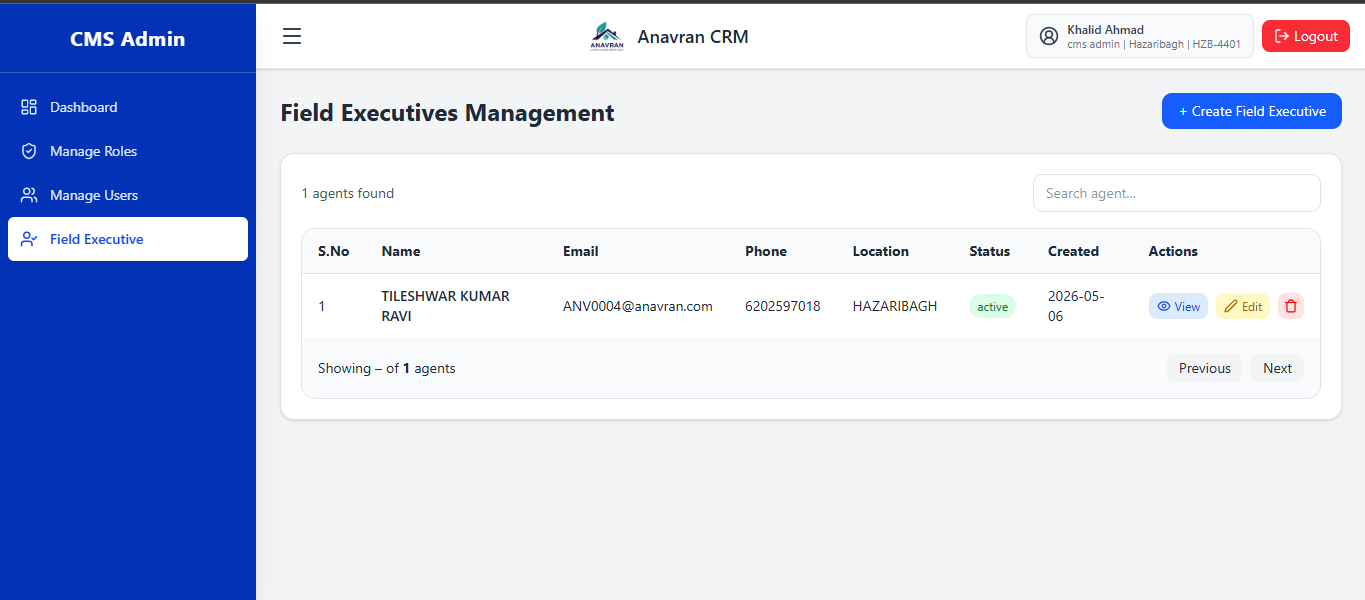 CMS Admin
ANAVRAN
Anavran CRM
Khalid Ahmad
cms admin | Hazaribagh | HZB-4401
Logout
Dashboard
Manage Roles
Manage Users
Field Executive
Field Executives Management
+ Create Field Executive
1 agents found
Search agent...
S.No Name Email Phone Location Status Created Actions
1 TILESHWAR KUMAR RAVI ANV0004@anavran.com 6202597018 HAZARIBAGH active 2026-05-06 View Edit
Showing – of 1 agents
Previous Next